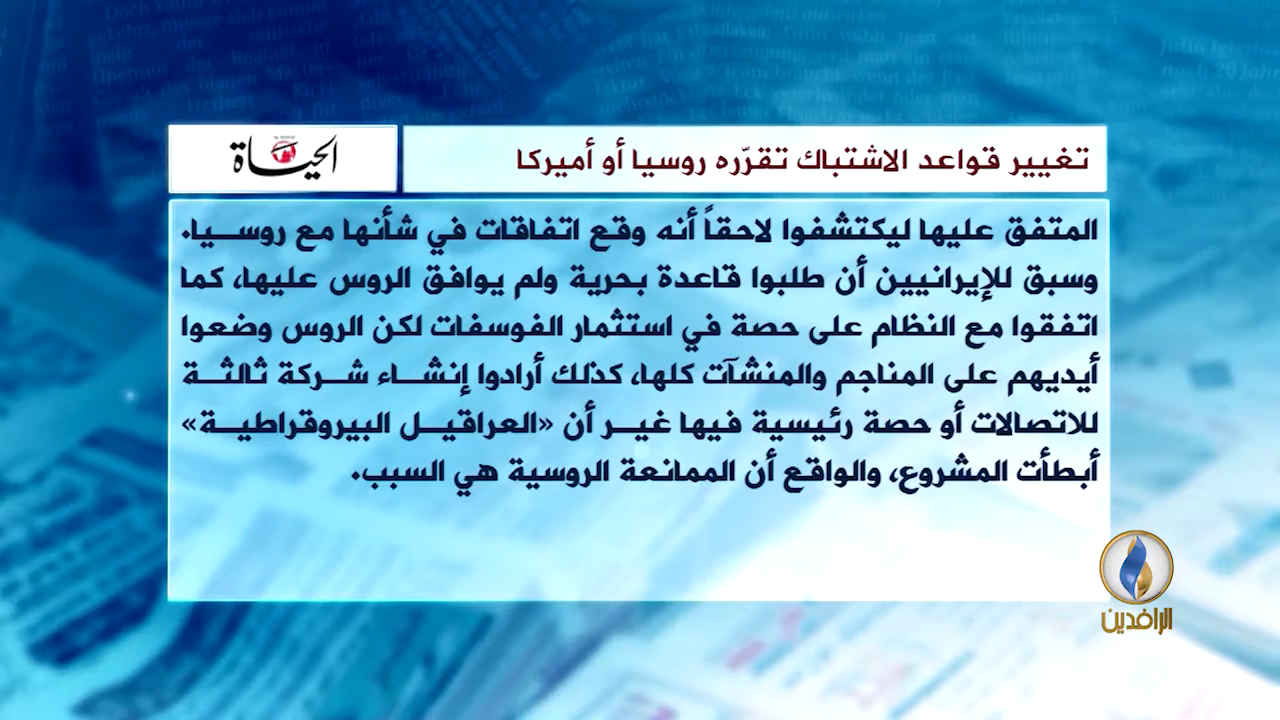 تغيير قواعد الاشتباك تقرّره روسيا أو أميركا
الحياة
المتفق عليها ليكتشفوا لاحقاً أنه وقع اتفاقات في شأنها مع روسيا.
وسبق للإيرانيين أن طلبوا قاعدة بحرية ولم يوافق الروس عليها، كما
اتفقوا مع النظام على حصة في استثمار الفوسفات لكن الروس وضعوا
أيديهم على المناجم والمنشآت كلها، كذلك أرادوا إنشاء شركة ثالثة
للاتصالات أو حصة رئيسية فيها غير أن «العراقيل البيروقراطية»
أبطأت المشروع، والواقع أن الممانعة الروسية هي السبب.
الرافدين